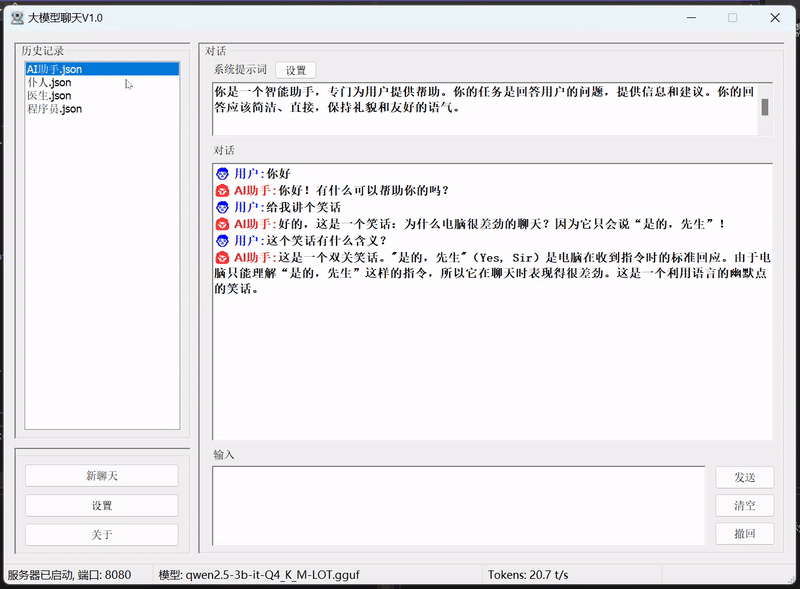 大模型聊天V1.0
历史记录
AI助手.json
仆人.json
医生.json
程序员.json
新聊天
设置
关于
对话
系统提示词
设置
你是一个智能助手，专门为用户提供帮助。你的任务是回答用户的问题，提供信息和建议。你的回
答应该简洁、直接，保持礼貌和友好的语气。
对话
用户:你好
AI助手:你好！有什么可以帮助你的吗？
用户:给我讲个笑话
AI助手:好的，这是一个笑话：为什么电脑很差劲的聊天？因为它只会说“是的，先生”！
用户:这个笑话有什么含义？
AI助手:这是一个双关笑话。"是的，先生"（Yes, Sir）是电脑在收到指令时的标准回应。由于电
脑只能理解“是的，先生”这样的指令，所以它在聊天时表现得很差劲。这是一个利用语言的幽默点
的笑话。
输入
发送
清空
撤回
服务器已启动, 端口: 8080
模型: qwen2.5-3b-it-Q4_K_M-LOT.gguf
Tokens: 20.7 t/s